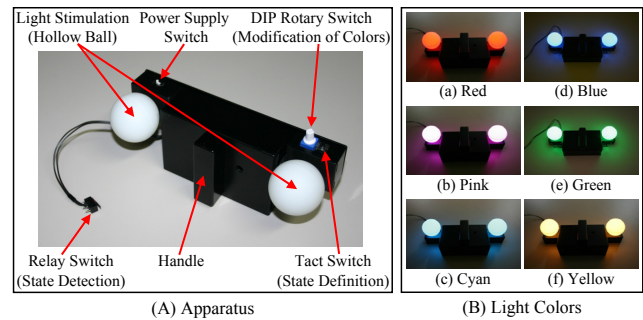 Light Stimulation
(Hollow Ball)
Power Supply
Switch
DIP Rotary Switch
(Modification of Colors)
Relay Switch
(State Detection)
Handle
Tact Switch
(State Definition)
(A) Apparatus
(a) Red
(d) Blue
(b) Pink
(e) Green
(c) Cyan
(f) Yellow
(B) Light Colors